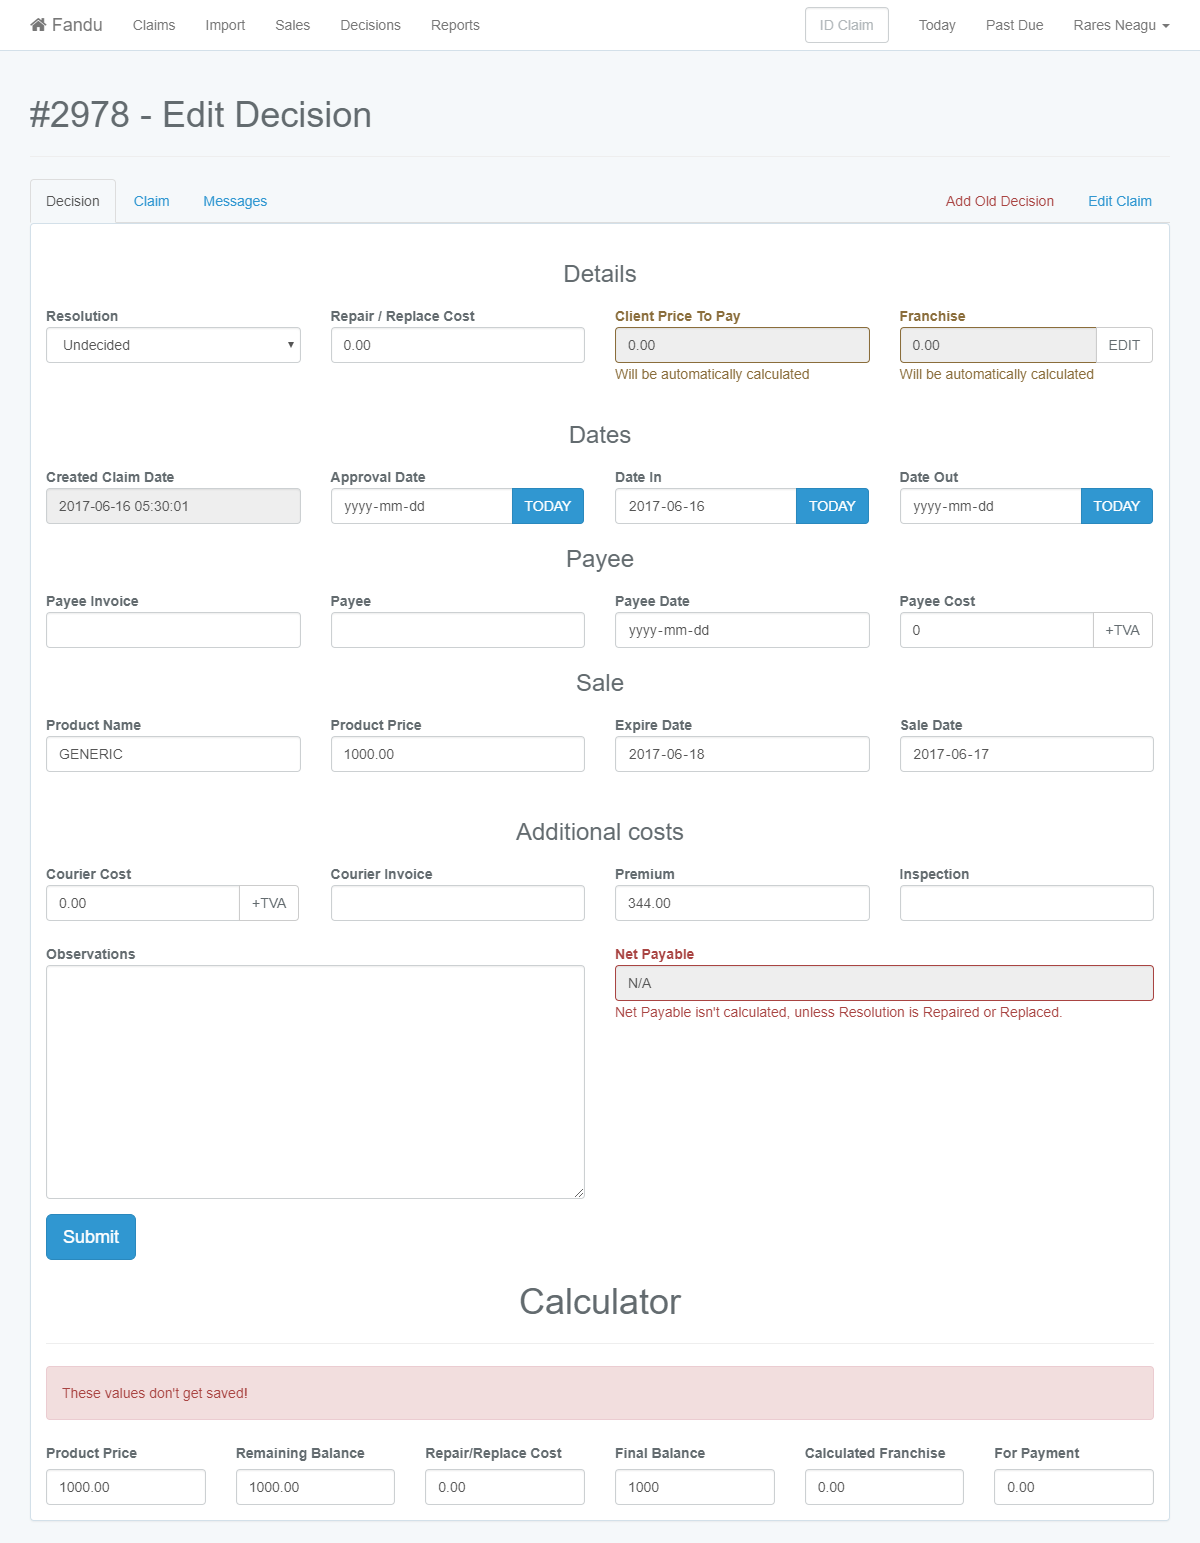 Fandu Claims Import Sales Decisions Reports ID Claim Today Past Due Rares Neagu
#2978 - Edit Decision
Decision Claim Messages Add Old Decision Edit Claim
Details
Resolution Repair / Replace Cost Client Price To Pay Franchise
Undecided 0.00 0.00 0.00 EDIT
Will be automatically calculated Will be automatically calculated
Dates
Created Claim Date Approval Date Date In Date Out
2017-06-16 05:30:01 yyyy-mm-dd TODAY 2017-06-16 TODAY yyyy-mm-dd TODAY
Payee
Payee Invoice Payee Payee Date Payee Cost
yyyy-mm-dd 0 +TVA
Sale
Product Name Product Price Expire Date Sale Date
GENERIC 1000.00 2017-06-18 2017-06-17
Additional costs
Courier Cost Courier Invoice Premium Inspection
0.00 +TVA 344.00
Observations Net Payable
N/A
Net Payable isn't calculated, unless Resolution is Repaired or Replaced.
Submit
Calculator
These values don't get saved!
Product Price Remaining Balance Repair/Replace Cost Final Balance Calculated Franchise For Payment
1000.00 1000.00 0.00 1000 0.00 0.00